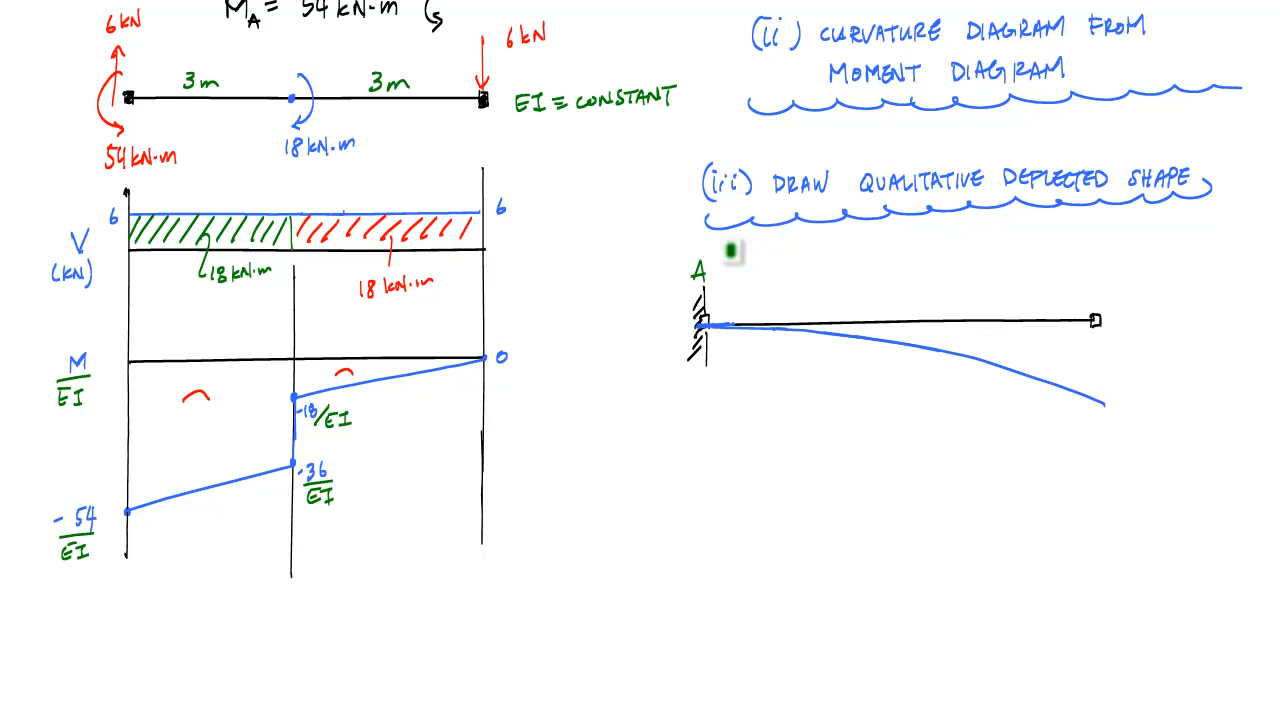 M_A = 54 kN·m
6 kN
6 kN
3m
3m
EI ≡ CONSTANT
54 kN·m
18 kN·m
6
6
V
(kN)
18 kN·m
18 kN·m
M
EI
0
-18/EI
-36
EI
- 54
EI
(ii) CURVATURE DIAGRAM FROM
MOMENT DIAGRAM
(iii) DRAW QUALITATIVE DEFLECTED SHAPE
A